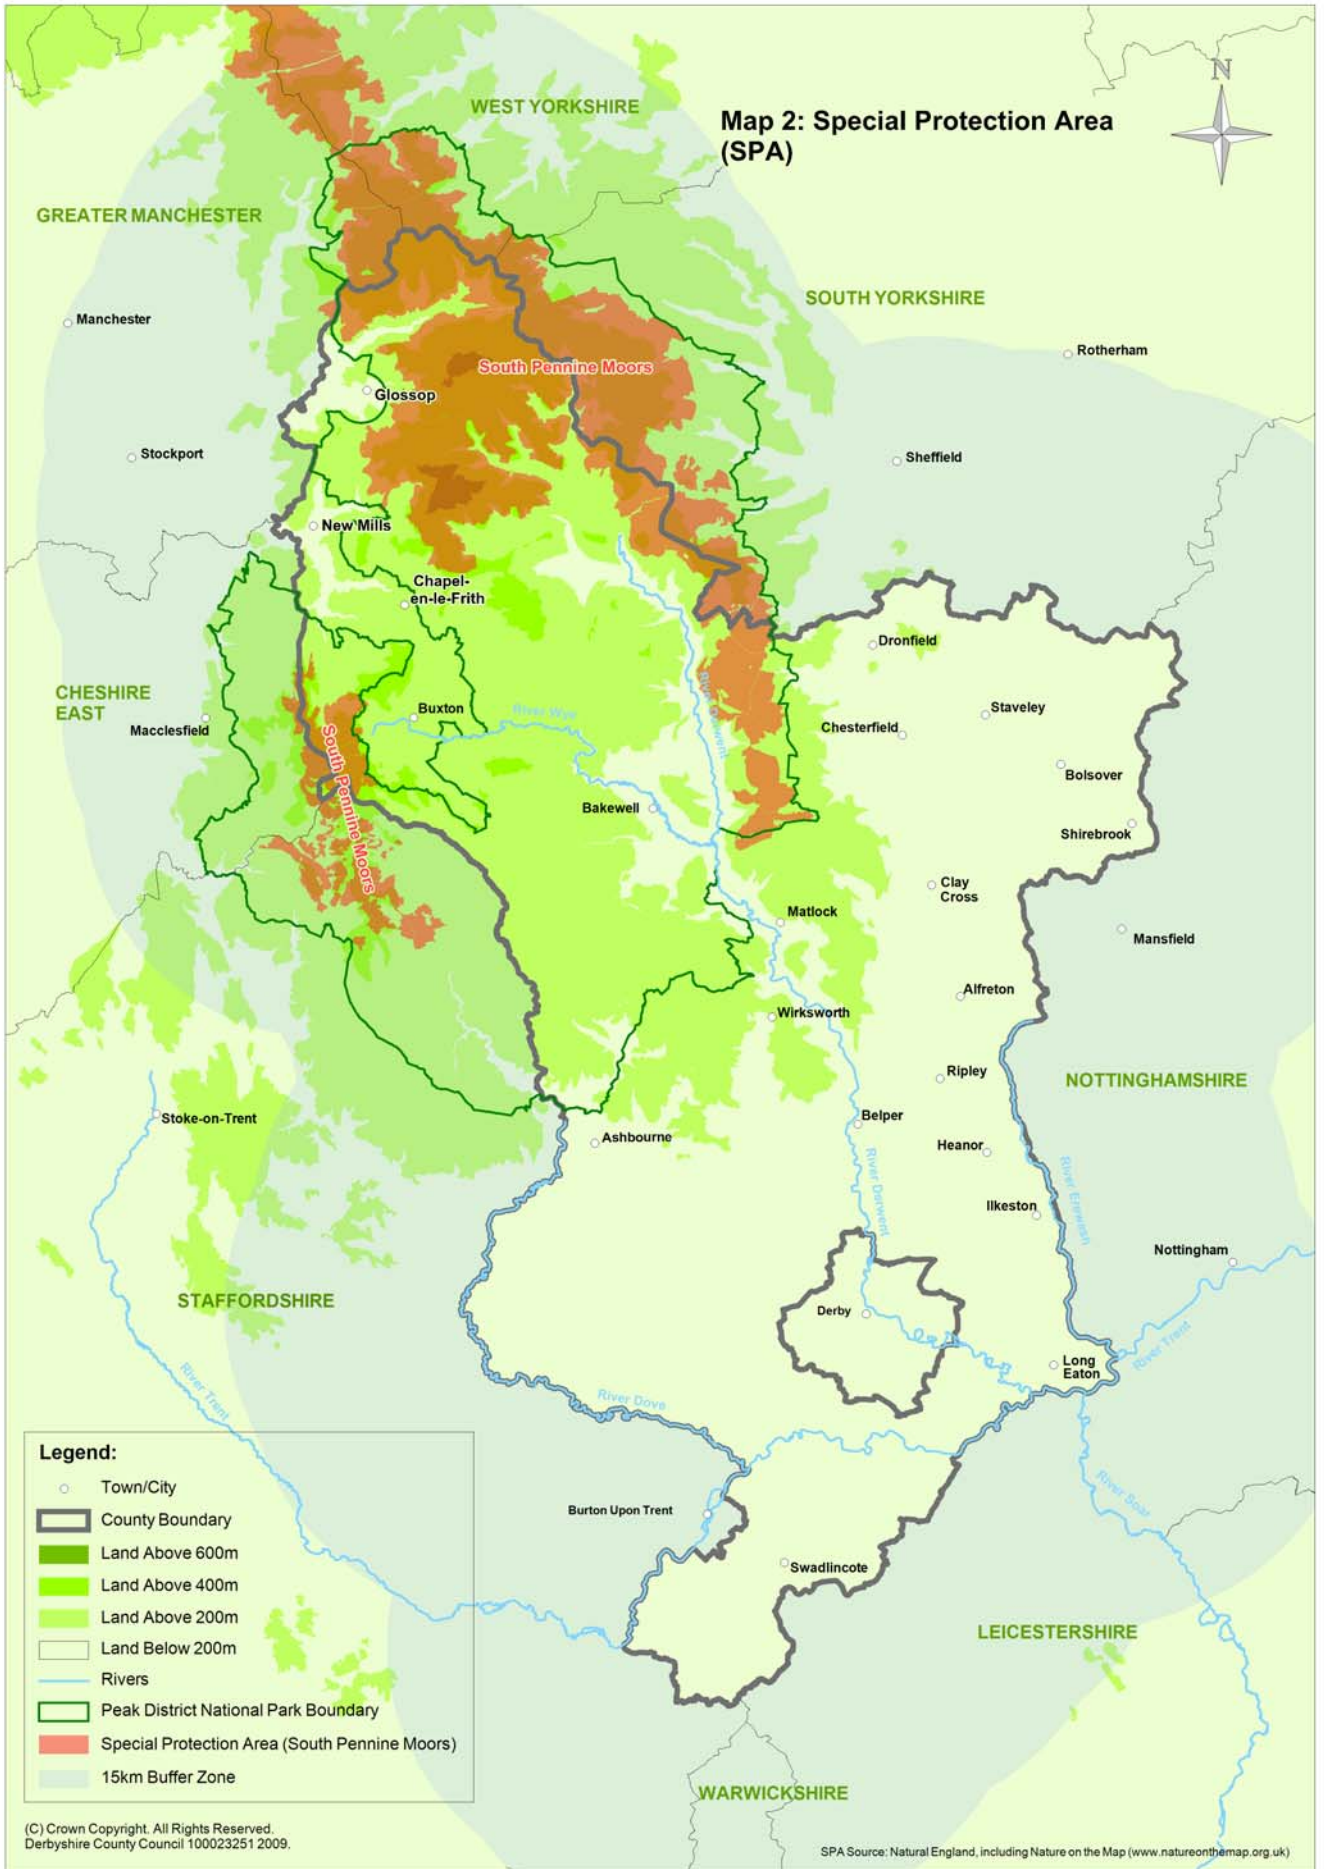 Map 2: Special Protection Area
(SPA)
N
WEST YORKSHIRE
GREATER MANCHESTER
SOUTH YORKSHIRE
Manchester
Rotherham
South Pennine Moors
Glossop
Stockport
Sheffield
New Mills
Chapel-
en-le-Frith
Dronfield
River Derwent
CHESHIRE
EAST
Macclesfield
Buxton
River Wye
Staveley
Chesterfield
South Pennine Moors
Bolsover
Bakewell
Shirebrook
Clay
Cross
Matlock
Mansfield
Alfreton
Wirksworth
Ripley
NOTTINGHAMSHIRE
Stoke-on-Trent
Belper
Ashbourne
Heanor
River Derwent
River Erewash
Ilkeston
Nottingham
STAFFORDSHIRE
Derby
River Trent
Long
Eaton
River Trent
River Dove
River Soar
Burton Upon Trent
Swadlincote
LEICESTERSHIRE
WARWICKSHIRE
Legend:
Town/City
County Boundary
Land Above 600m
Land Above 400m
Land Above 200m
Land Below 200m
Rivers
Peak District National Park Boundary
Special Protection Area (South Pennine Moors)
15km Buffer Zone
(C) Crown Copyright. All Rights Reserved.
Derbyshire County Council 100023251 2009.
SPA Source: Natural England, including Nature on the Map (www.natureonthemap.org.uk)